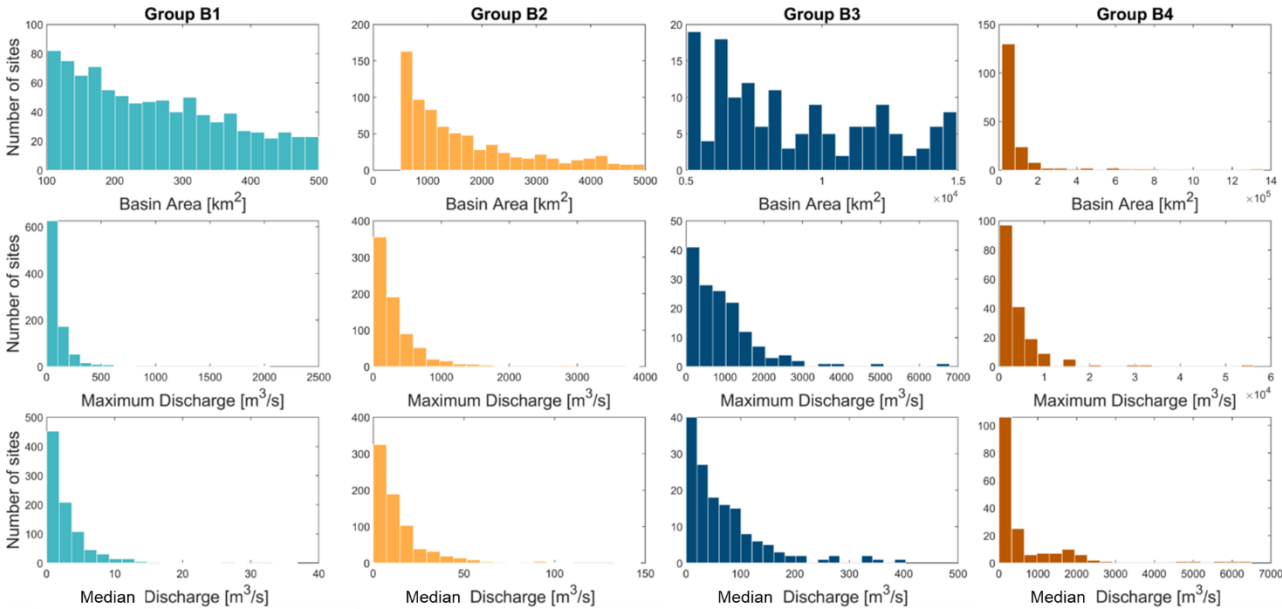 Group B1 Group B2 Group B3 Group B4
Number of sites
100
80
60
40
20
0
100 200 300 400 500
Basin Area [km²]
200
150
100
50
0
0 1000 2000 3000 4000 5000
Basin Area [km²]
20
15
10
5
0
0.5 1 1.5
×10⁴
Basin Area [km²]
150
100
50
0
0 2 4 6 8 10 12 14
×10⁵
Basin Area [km²]
Number of sites
600
400
200
0
0 500 1000 1500 2000 2500
Maximum Discharge [m³/s]
400
300
200
100
0
0 1000 2000 3000 4000
Maximum Discharge [m³/s]
50
40
30
20
10
0
0 1000 2000 3000 4000 5000 6000 7000
Maximum Discharge [m³/s]
100
80
60
40
20
0
0 1 2 3 4 5 6
×10⁴
Maximum Discharge [m³/s]
Number of sites
500
400
300
200
100
0
0 10 20 30 40
Median Discharge [m³/s]
400
300
200
100
0
0 50 100 150
Median Discharge [m³/s]
40
30
20
10
0
0 100 200 300 400 500
Median Discharge [m³/s]
100
80
60
40
20
0
0 1000 2000 3000 4000 5000 6000 7000
Median Discharge [m³/s]